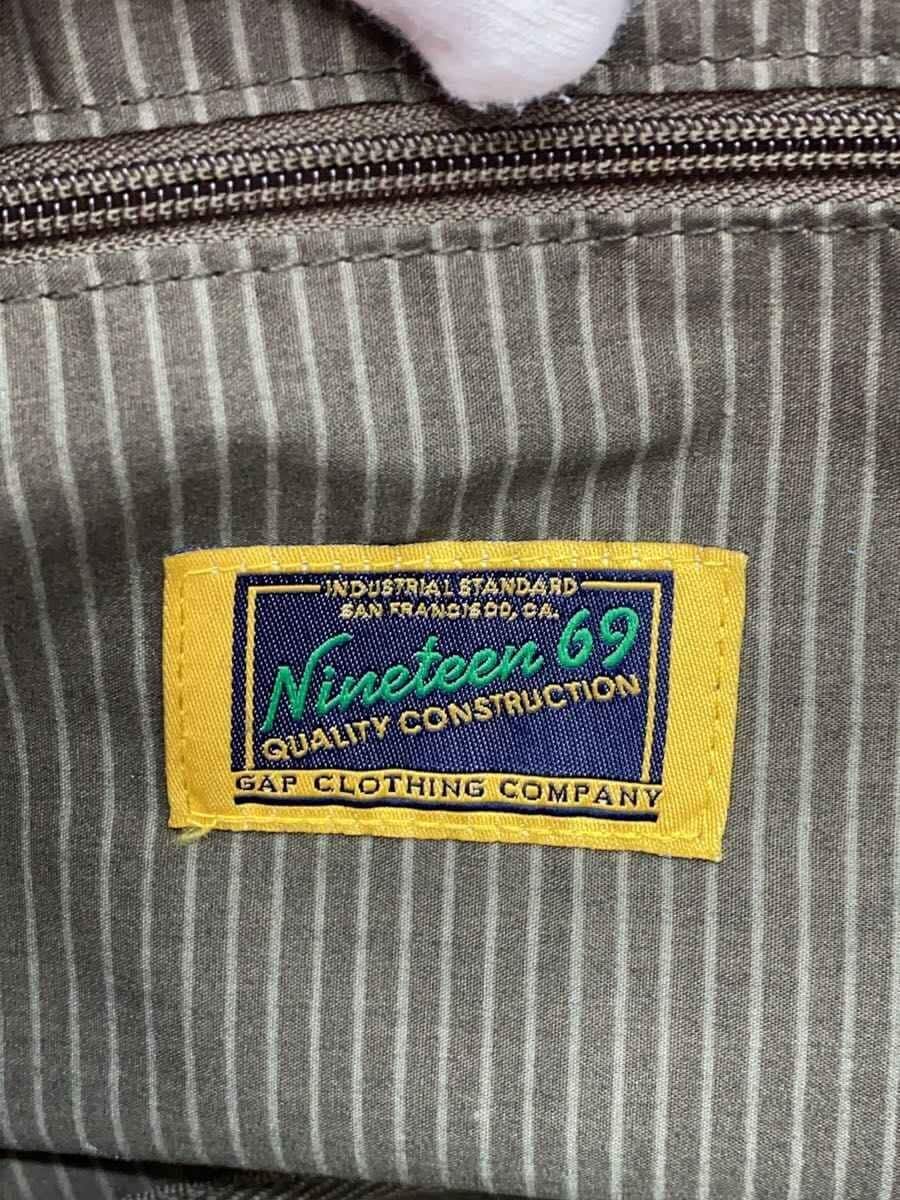 INDUSTRIAL STANDARD
SAN FRANCISCO, CA.
Nineteen 69
QUALITY CONSTRUCTION
GAP CLOTHING COMPANY